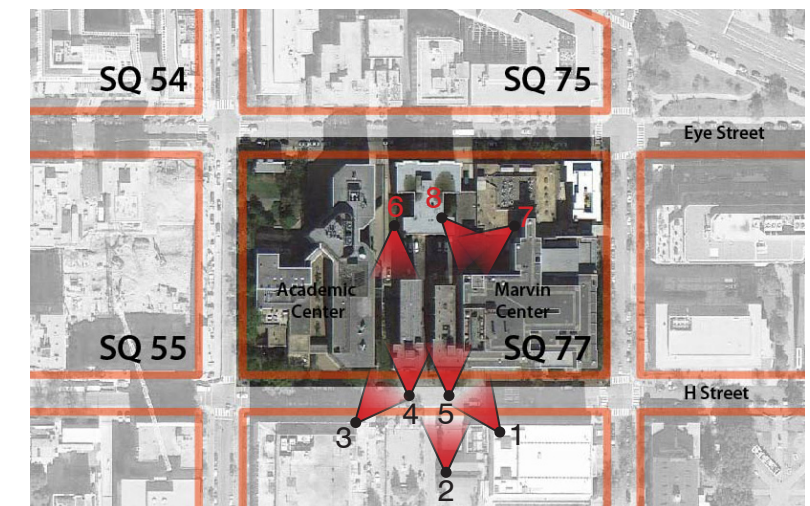 SQ 54
SQ 75
Eye Street
6
8
7
Academic
Center
Marvin
Center
SQ 55
SQ 77
H Street
4
5
3
1
2